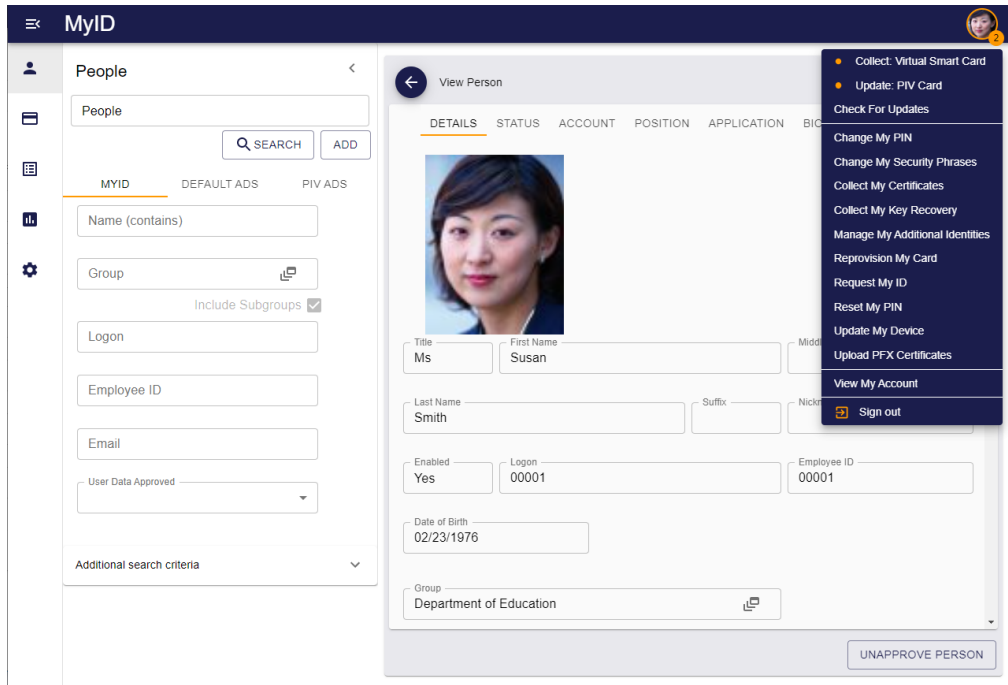 MyID
2
People
People
SEARCH
ADD
MYID DEFAULT ADS PIV ADS
Name (contains)
Group
Include Subgroups
Logon
Employee ID
Email
User Data Approved
Additional search criteria
View Person
DETAILS STATUS ACCOUNT POSITION APPLICATION
Title
Ms
First Name
Susan
Last Name
Smith
Suffix
Enabled
Yes
Logon
00001
Employee ID
00001
Date of Birth
02/23/1976
Group
Department of Education
UNAPPROVE PERSON
Collect: Virtual Smart Card
Update: PIV Card
Check For Updates
Change My PIN
Change My Security Phrases
Collect My Certificates
Collect My Key Recovery
Manage My Additional Identities
Reprovision My Card
Request My ID
Reset My PIN
Update My Device
Upload PFX Certificates
View My Account
Sign out